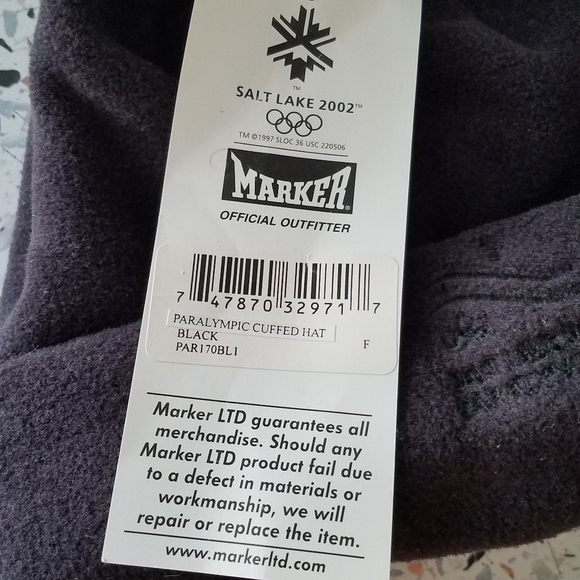 SALT LAKE 2002™
TM ©1997 SLOC 36 USC 220506
MARKER®
OFFICIAL OUTFITTER
7 47870 32971 7
PARALYMPIC CUFFED HAT
BLACK F
PAR170BL1
Marker LTD guarantees all
merchandise. Should any
Marker LTD product fail due
to a defect in materials or
workmanship, we will
repair or replace the item.
www.markerltd.com